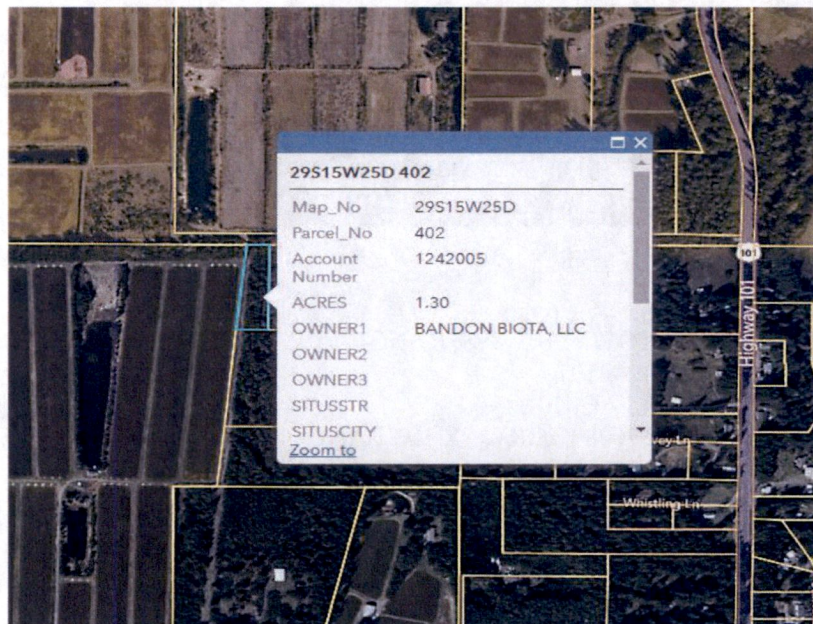 29S15W25D 402
Map_No 29S15W25D
Parcel_No 402
Account Number 1242005
ACRES 1.30
OWNER1 BANDON BIOTA, LLC
OWNER2
OWNER3
SITUSSTR
SITUSCITY
Zoom to
101
Highway 101
Ln
Whistling Ln